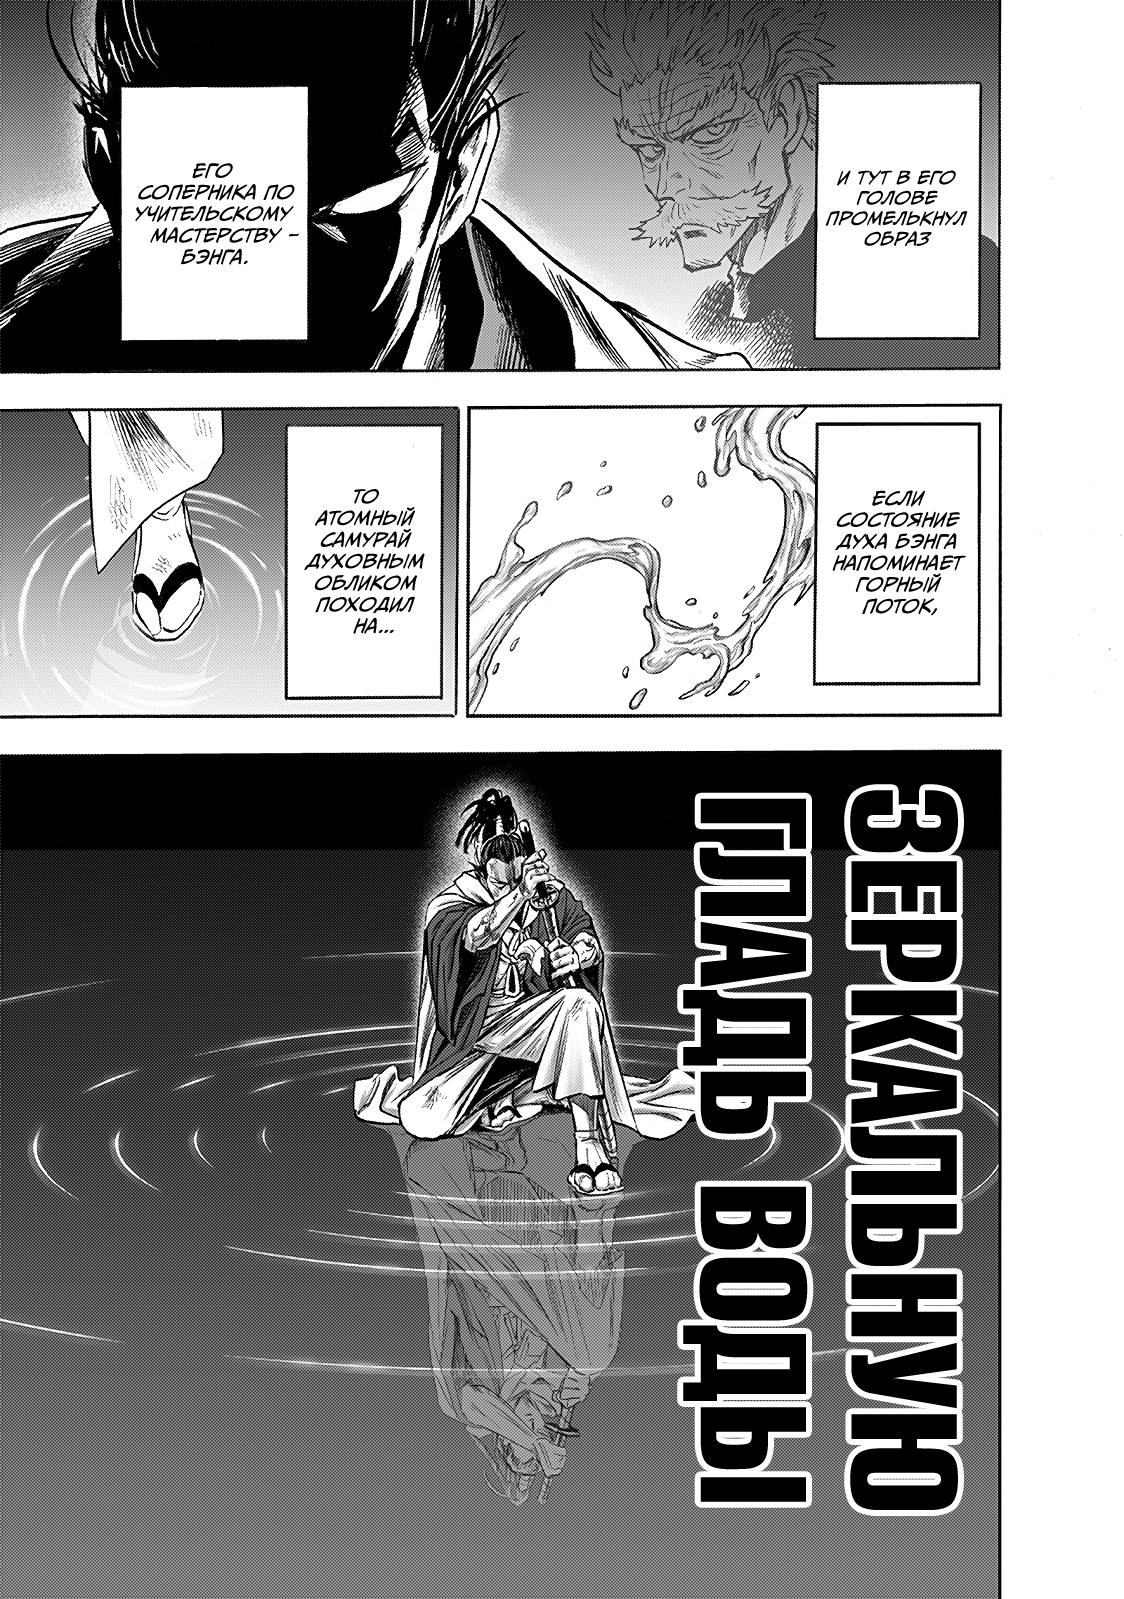 И ТУТ В ЕГО
ГОЛОВЕ
ПРОМЕЛЬКНУЛ
ОБРАЗ
ЕГО
СОПЕРНИКА ПО
УЧИТЕЛЬСКОМУ
МАСТЕРСТВУ –
БЭНГА.
ЕСЛИ
СОСТОЯНИЕ
ДУХА БЭНГА
НАПОМИНАЕТ
ГОРНЫЙ
ПОТОК,
ТО
АТОМНЫЙ
САМУРАЙ
ДУХОВНЫМ
ОБЛИКОМ
ПОХОДИЛ
НА...
ЗЕРКАЛЬНУЮ
ГЛАДЬ ВОДЫ